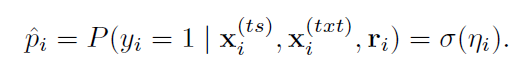 p̂ᵢ = P(yᵢ = 1 | 𝐱ᵢ⁽ᵗˢ⁾, 𝐱ᵢ⁽ᵗˣᵗ⁾, 𝐫ᵢ) = σ(ηᵢ).